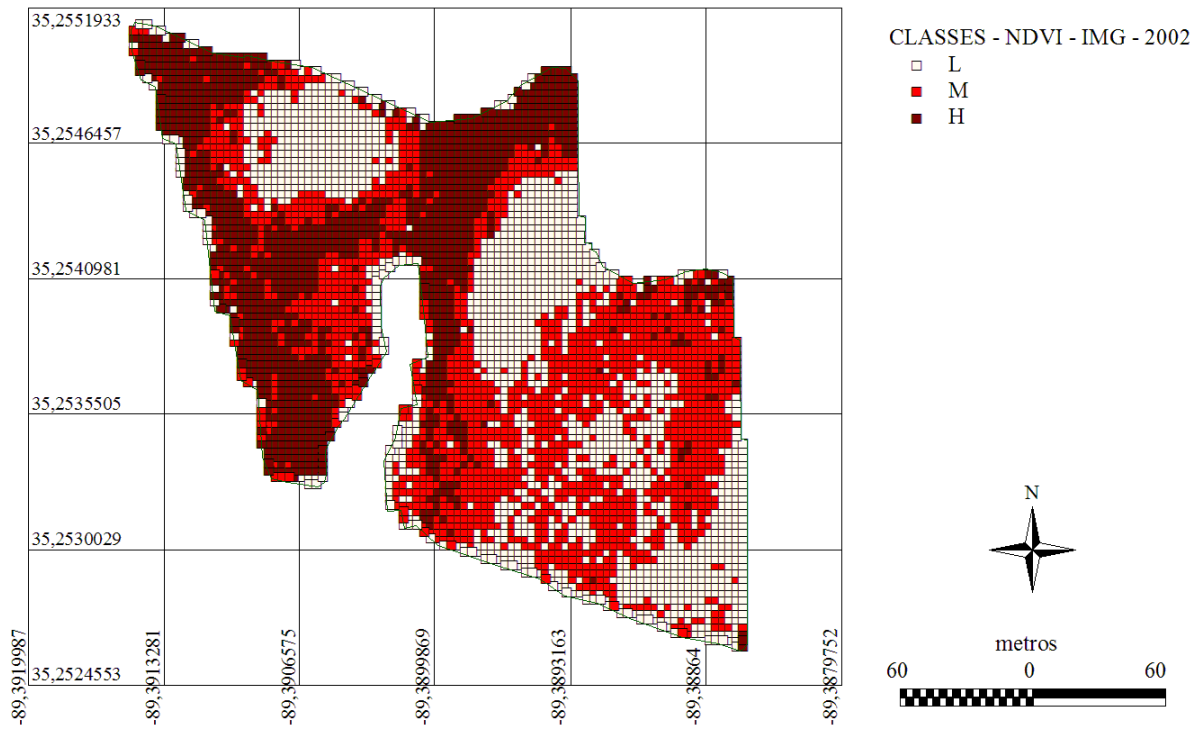 35,2551933
35,2546457
35,2540981
35,2535505
35,2530029
35,2524553
-89,3919987
-89,3913281
-89,3906575
-89,3899869
-89,3893163
-89,38864
-89,3879752
CLASSES - NDVI - IMG - 2002
L
M
H
N
metros
60 0 60